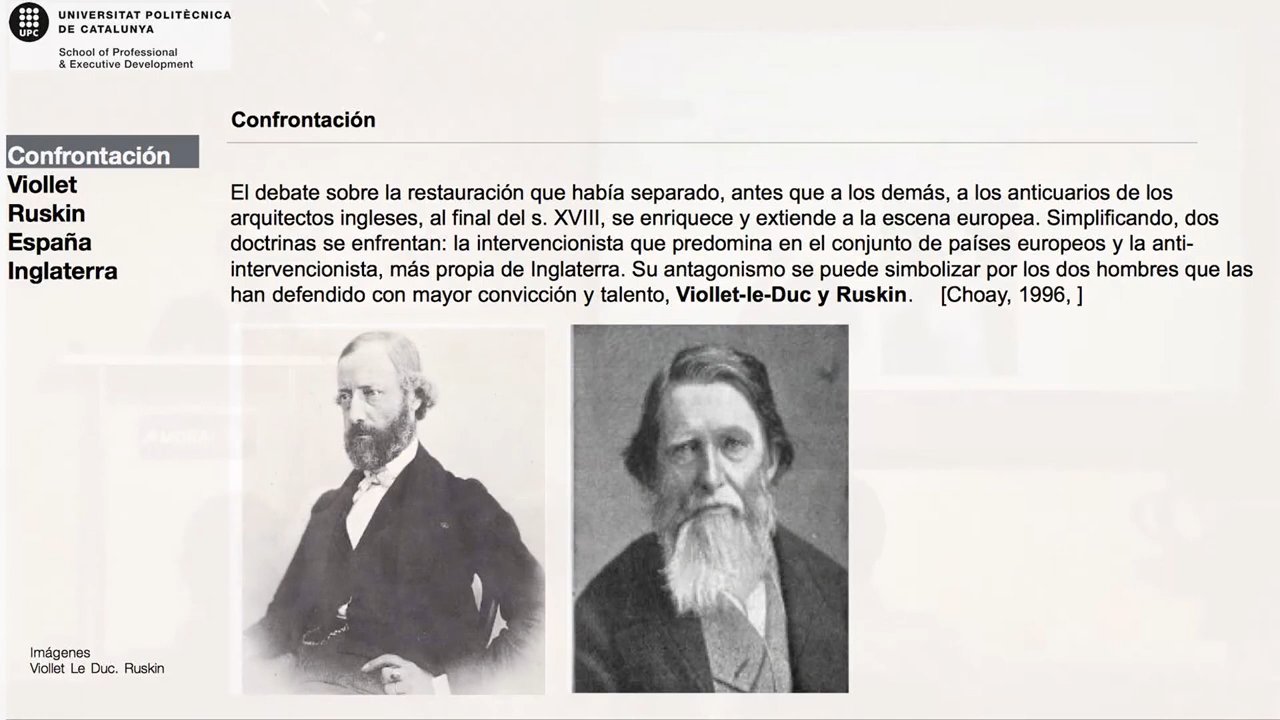 UNIVERSITAT POLITÈCNICA
DE CATALUNYA
UPC
School of Professional
& Executive Development
Confrontación
Confrontación
Viollet
Ruskin
España
Inglaterra
El debate sobre la restauración que había separado, antes que a los demás, a los anticuarios de los
arquitectos ingleses, al final del s. XVIII, se enriquece y extiende a la escena europea. Simplificando, dos
doctrinas se enfrentan: la intervencionista que predomina en el conjunto de países europeos y la anti-
intervencionista, más propia de Inglaterra. Su antagonismo se puede simbolizar por los dos hombres que las
han defendido con mayor convicción y talento, Viollet-le-Duc y Ruskin. [Choay, 1996, ]
Imágenes
Viollet Le Duc. Ruskin